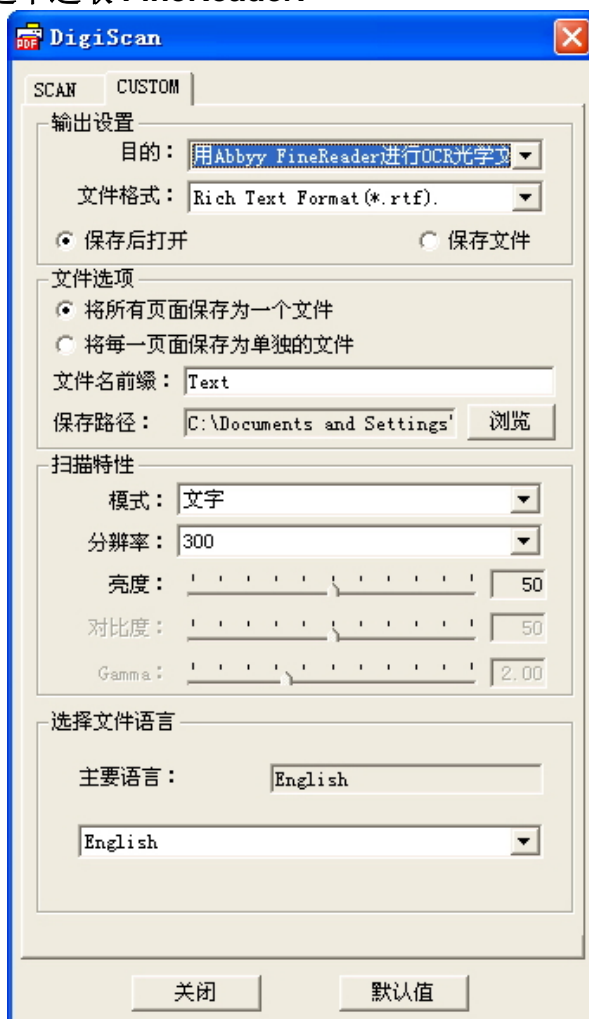 FineReader.
PDF DigiScan
SCAN CUSTOM
输出设置
目的： 用Abbyy FineReader进行OCR光学文
文件格式： Rich Text Format(*.rtf).
保存后打开 保存文件
文件选项
将所有页面保存为一个文件
将每一页面保存为单独的文件
文件名前缀： Text
保存路径： C:\Documents and Settings' 浏览
扫描特性
模式： 文字
分辨率： 300
亮度： 50
对比度： 50
Gamma： 2.00
选择文件语言
主要语言： English
English
关闭 默认值